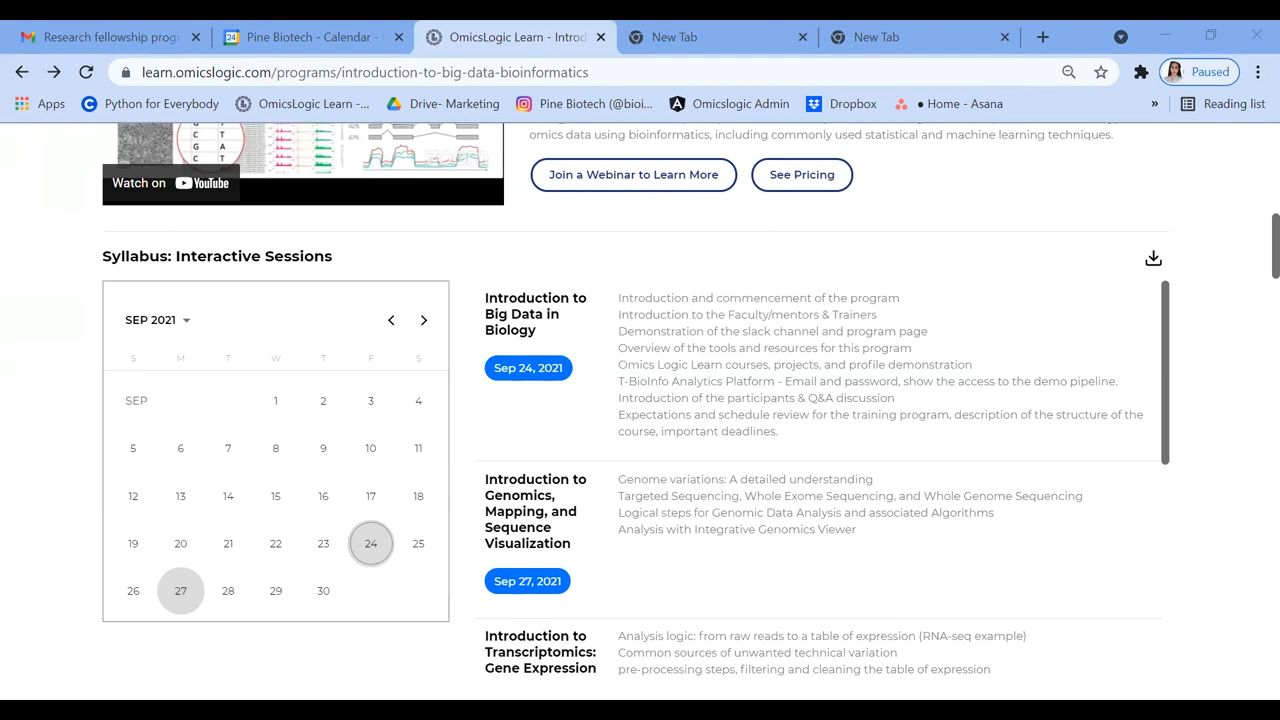 Research fellowship prog
Pine Biotech - Calendar -
OmicsLogic Learn - Introd
New Tab
New Tab
learn.omicslogic.com/programs/introduction-to-big-data-bioinformatics
Paused
Apps
Python for Everybody
OmicsLogic Learn -...
Drive- Marketing
Pine Biotech (@bioi...
Omicslogic Admin
Dropbox
● Home - Asana
»
Reading list
C T
A
G
C T
C
omics data using bioinformatics, including commonly used statistical and machine learning techniques.
Watch on YouTube
Join a Webinar to Learn More
See Pricing
Syllabus: Interactive Sessions
SEP 2021
S M T W T F S
SEP 1 2 3 4
5 6 7 8 9 10 11
12 13 14 15 16 17 18
19 20 21 22 23 24 25
26 27 28 29 30
Introduction to
Big Data in
Biology
Sep 24, 2021
Introduction and commencement of the program
Introduction to the Faculty/mentors & Trainers
Demonstration of the slack channel and program page
Overview of the tools and resources for this program
Omics Logic Learn courses, projects, and profile demonstration
T-BioInfo Analytics Platform - Email and password, show the access to the demo pipeline.
Introduction of the participants & Q&A discussion
Expectations and schedule review for the training program, description of the structure of the
course, important deadlines.
Introduction to
Genomics,
Mapping, and
Sequence
Visualization
Sep 27, 2021
Genome variations: A detailed understanding
Targeted Sequencing, Whole Exome Sequencing, and Whole Genome Sequencing
Logical steps for Genomic Data Analysis and associated Algorithms
Analysis with Integrative Genomics Viewer
Introduction to
Transcriptomics:
Gene Expression
Analysis logic: from raw reads to a table of expression (RNA-seq example)
Common sources of unwanted technical variation
pre-processing steps, filtering and cleaning the table of expression